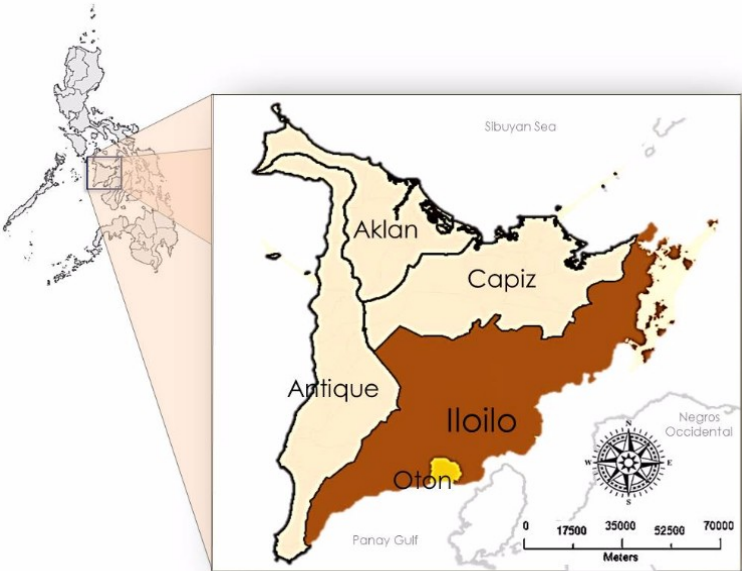 Sibuyan Sea
Aklan
Capiz
Antique
Iloilo
Negros
Occidental
N
W
E
S
Oton
Panay Gulf
0 17500 35000 52500 70000
Meters